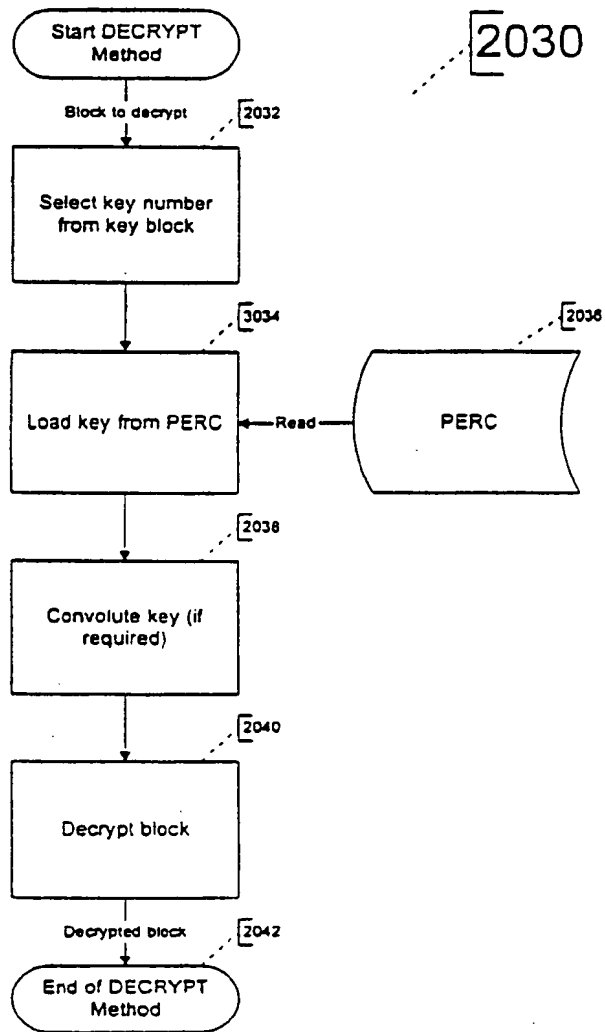 Start DECRYPT
Method
2030
Block to decrypt
2032
Select key number
from key block
3034
2036
Load key from PERC
Read
PERC
2038
Convolute key (if
required)
2040
Decrypt block
Decrypted block
2042
End of DECRYPT
Method